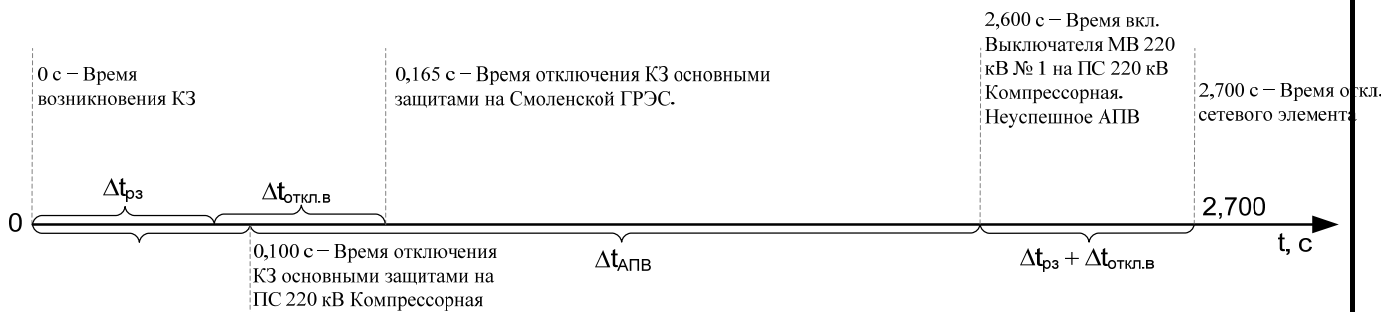 0 с – Время
возникновения КЗ
0,165 с – Время отключения КЗ основными
защитами на Смоленской ГРЭС.
2,600 с – Время вкл.
Выключателя МВ 220
кВ № 1 на ПС 220 кВ
Компрессорная.
Неуспешное АПВ
2,700 с – Время откл.
сетевого элемента
Δtрз
Δtоткл.в
0
2,700
t, с
0,100 с – Время отключения
КЗ основными защитами на
ПС 220 кВ Компрессорная
ΔtАПВ
Δtрз + Δtоткл.в